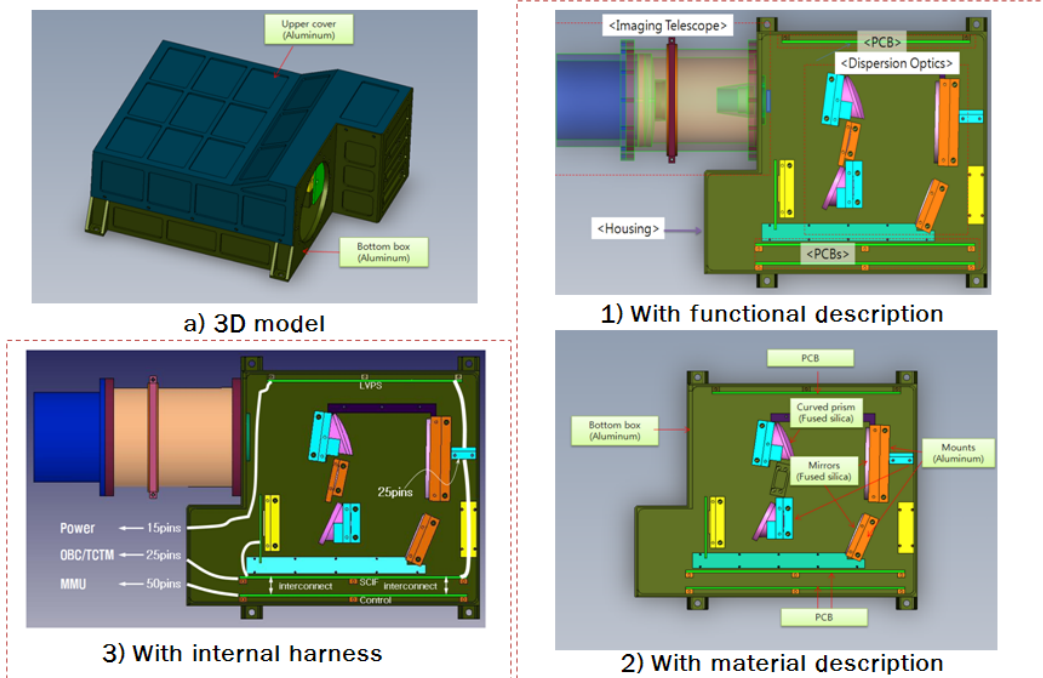 Upper cover
(Aluminum)
Bottom box
(Aluminum)
a) 3D model
<Imaging Telescope>
<PCB>
<Dispersion Optics>
<Housing>
<PCBs>
1) With functional description
LVPS
25pins
Power
15pins
OBC/TCTM
25pins
SCIF
MMU
50pins
interconnect
interconnect
Control
3) With internal harness
PCB
Curved prism
(Fused silica)
Bottom box
(Aluminum)
Mounts
(Aluminum)
Mirrors
(Fused silica)
PCB
2) With material description